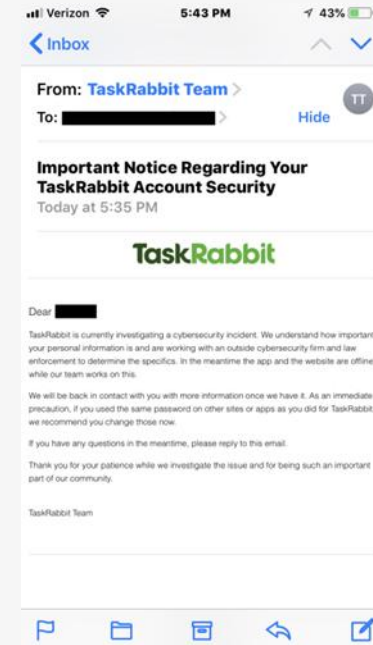 Verizon 5:43 PM 43%
Inbox
From: TaskRabbit Team
TT
To:
Hide
Important Notice Regarding Your
TaskRabbit Account Security
Today at 5:35 PM
TaskRabbit
Dear
TaskRabbit is currently investigating a cybersecurity incident. We understand how important
your personal information is and are working with an outside cybersecurity firm and law
enforcement to determine the specifics. In the meantime the app and the website are offline
while our team works on this.
We will be back in contact with you with more information once we have it. As an immediate
precaution, if you used the same password on other sites or apps as you did for TaskRabbit,
we recommend you change those now.
If you have any questions in the meantime, please reply to this email.
Thank you for your patience while we investigate the issue and for being such an important
part of our community.
TaskRabbit Team